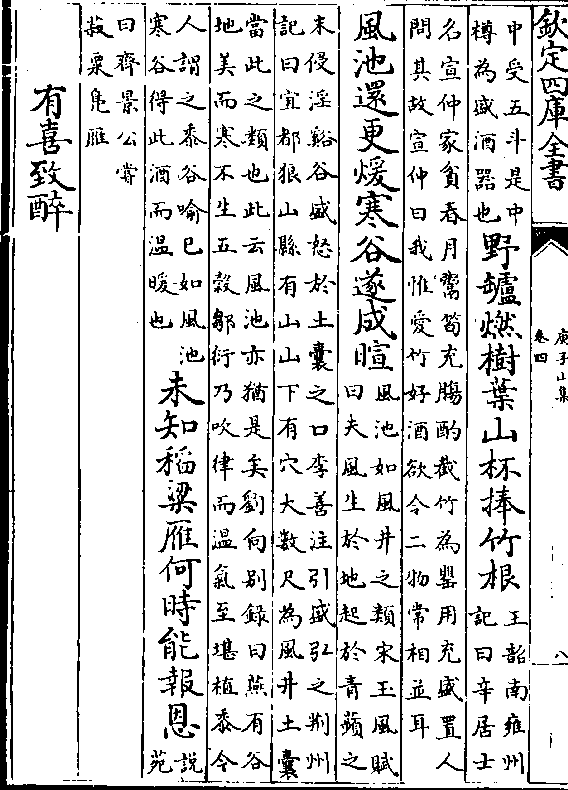 欽定四庫全書
庾子山集
卷四
八
中受五斗是中
樽為盛酒器也
野罏燃樹葉山杯捧竹根
王韶南雍州
記曰辛居士
名宣仲家貧春月鬻筍充腸酌截竹為罌用充盛置人
問其故宣仲曰我惟愛竹好酒欲令二物常相並耳
風池還更煖寒谷遂成暄
風池如風井之類宋玉風賦
曰夫風生於地起於青蘋之
末侵淫谿谷盛怒於土囊之口李善注引盛弘之荆州
記曰宜都狼山縣有山山下有穴大數尺為風井土囊
當此之類也此云風池亦猶是矣劉向别錄曰燕有谷
地美而寒不生五穀鄒衍乃吹律而温氣至堪植黍今
人謂之黍谷喻已如風池
寒谷得此酒而温暖也
未知稻粱雁何時能報恩
說
苑
曰齊景公嘗
菽粟鳬雁
有喜致醉